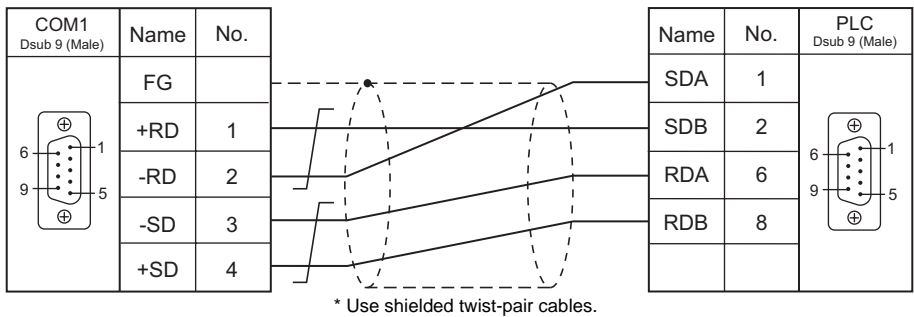 COM1
Dsub 9 (Male)
Name No.
FG
+RD 1
-RD 2
-SD 3
+SD 4
6 1
9 5
Name No.
PLC
Dsub 9 (Male)
SDA 1
SDB 2
RDA 6
RDB 8
6 1
9 5
* Use shielded twist-pair cables.